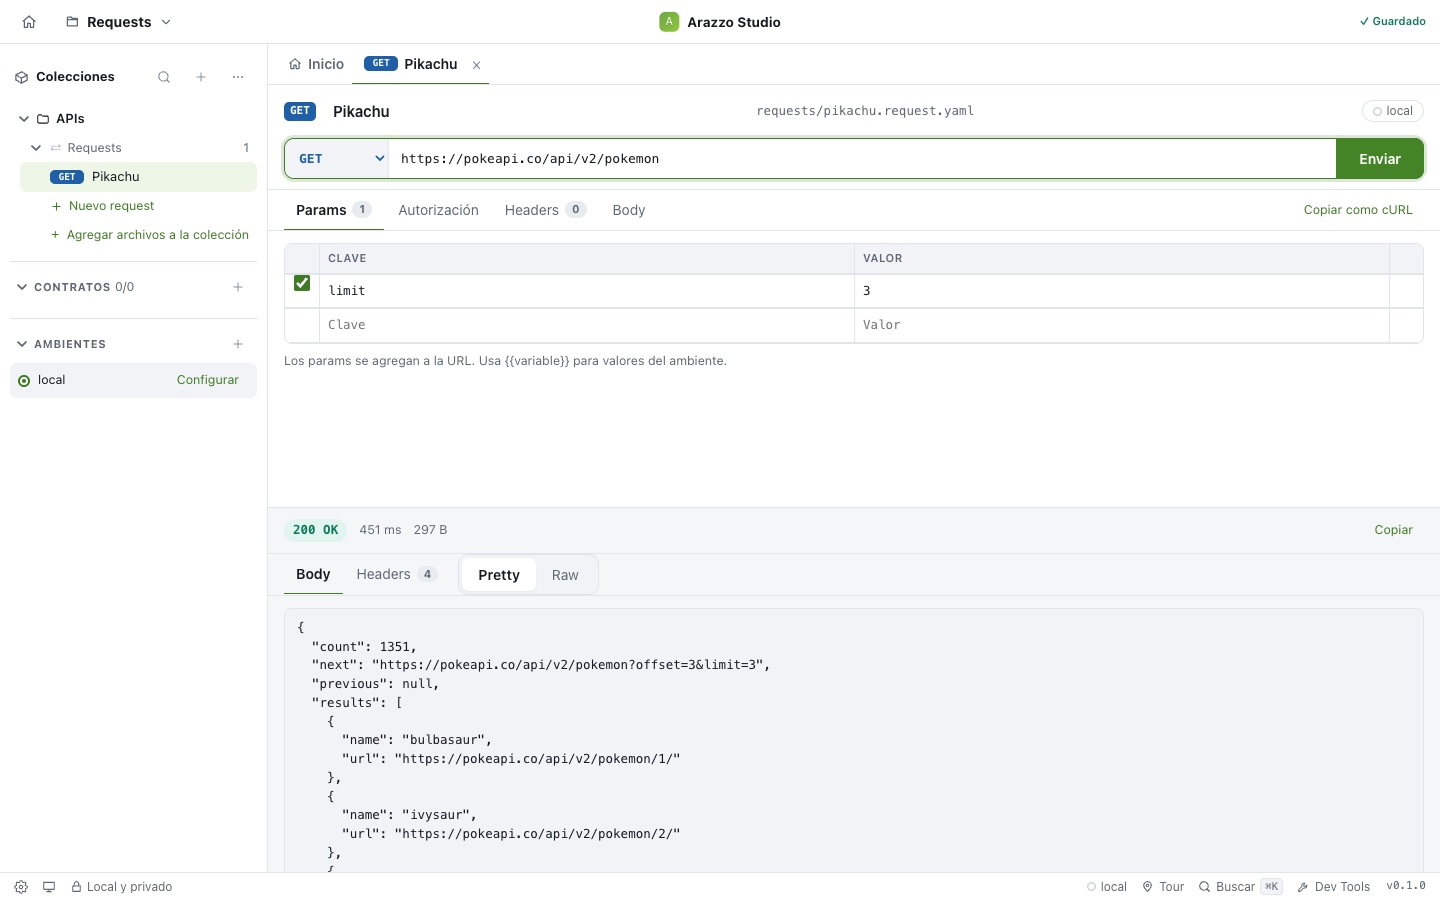 Requests
A Arazzo Studio
Guardado
Colecciones
Inicio
GET Pikachu
APIs
Requests 1
GET Pikachu
Nuevo request
Agregar archivos a la colección
CONTRATOS 0/0
AMBIENTES
local Configurar
GET Pikachu requests/pikachu.request.yaml local
GET https://pokeapi.co/api/v2/pokemon Enviar
Params 1 Autorización Headers 0 Body Copiar como cURL
CLAVE VALOR
limit 3
Clave Valor
Los params se agregan a la URL. Usa {{variable}} para valores del ambiente.
200 OK 451 ms 297 B Copiar
Body Headers 4 Pretty Raw
{
"count": 1351,
"next": "https://pokeapi.co/api/v2/pokemon?offset=3&limit=3",
"previous": null,
"results": [
{
"name": "bulbasaur",
"url": "https://pokeapi.co/api/v2/pokemon/1/"
},
{
"name": "ivysaur",
"url": "https://pokeapi.co/api/v2/pokemon/2/"
},
{
Local y privado local Tour Buscar ⌘K Dev Tools v0.1.0